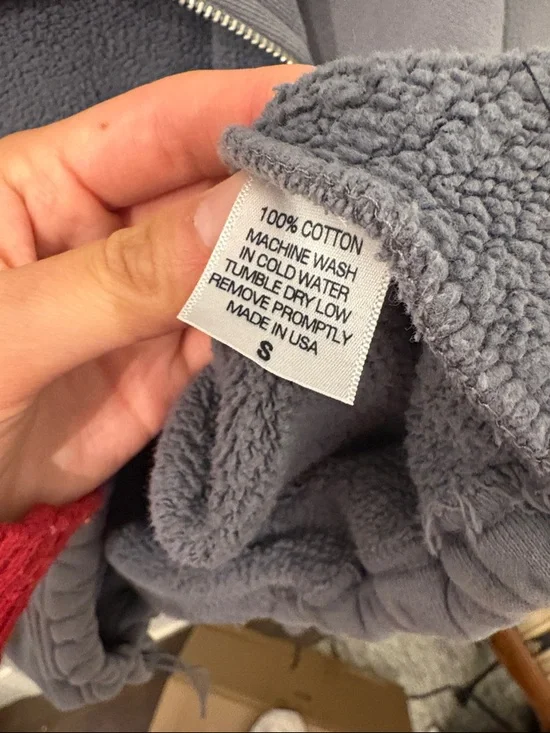 100% COTTON
MACHINE WASH
IN COLD WATER
TUMBLE DRY LOW
REMOVE PROMPTLY
MADE IN USA
S